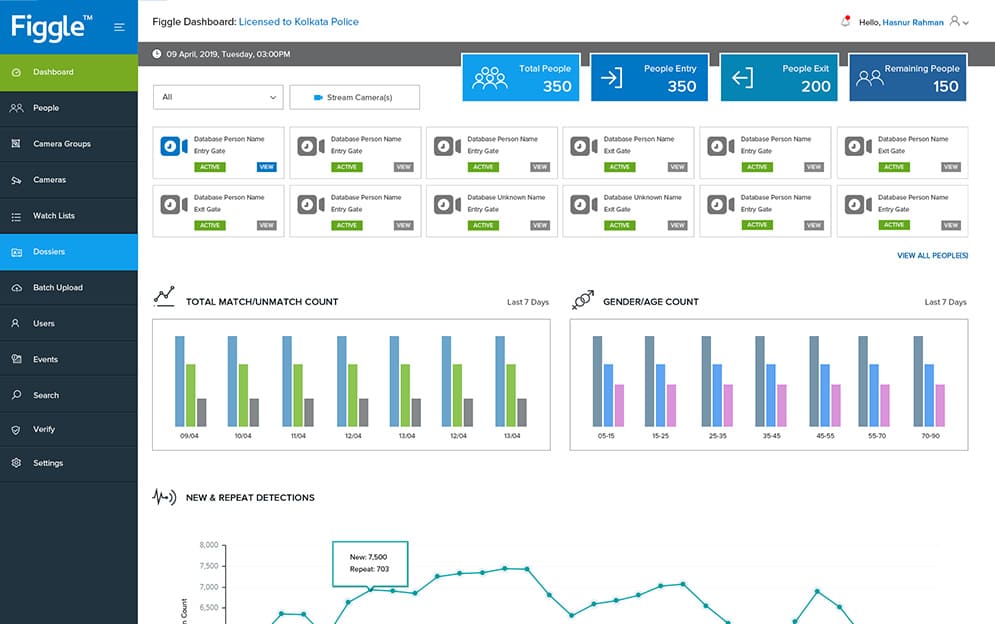 Figgle™
Figgle Dashboard: Licensed to Kolkata Police
Hello, Hasnur Rahman
09 April, 2019, Tuesday, 03:00PM
Dashboard
People
Camera Groups
Cameras
Watch Lists
Dossiers
Batch Upload
Users
Events
Search
Verify
Settings
Total People
350
People Entry
350
People Exit
200
Remaining People
150
All
Stream Camera(s)
Database Person Name
Entry Gate
ACTIVE VIEW
Database Person Name
Entry Gate
ACTIVE VIEW
Database Person Name
Entry Gate
ACTIVE VIEW
Database Person Name
Exit Gate
ACTIVE VIEW
Database Person Name
Entry Gate
ACTIVE VIEW
Database Person Name
Exit Gate
ACTIVE VIEW
Database Person Name
Exit Gate
ACTIVE VIEW
Database Person Name
Entry Gate
ACTIVE VIEW
Database Unknown Name
Entry Gate
ACTIVE VIEW
Database Unknown Name
Exit Gate
ACTIVE VIEW
Database Person Name
Entry Gate
ACTIVE VIEW
Database Person Name
Entry Gate
ACTIVE VIEW
VIEW ALL PEOPLE(S)
TOTAL MATCH/UNMATCH COUNT
Last 7 Days
09/04 10/04 11/04 12/04 13/04 12/04 13/04
GENDER/AGE COUNT
Last 7 Days
05-15 15-25 25-35 35-45 45-55 55-70 70-90
NEW & REPEAT DETECTIONS
8,000
7,500
7,000
6,500
New: 7,500
Repeat: 703
Count